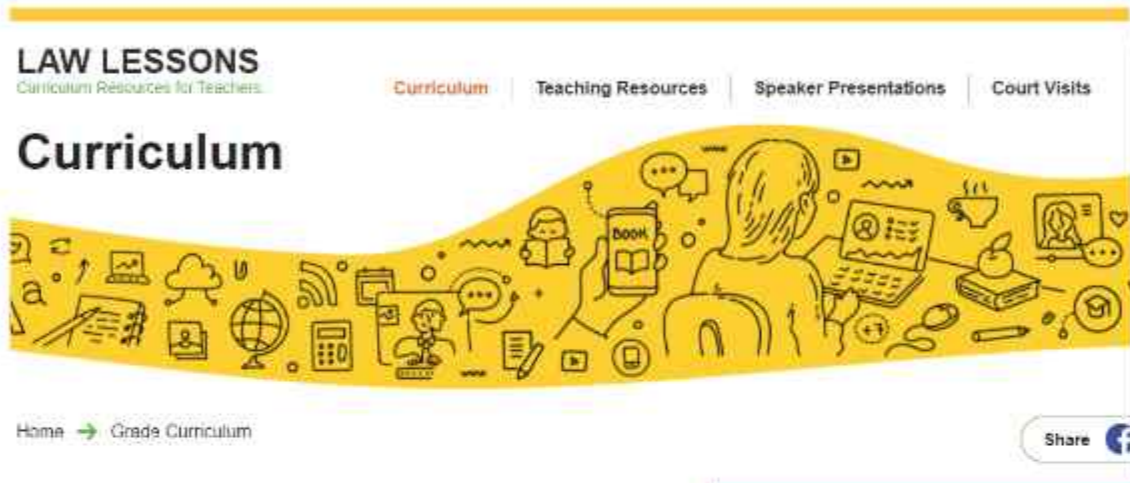 LAW LESSONS
Curriculum Resources for Teachers
Curriculum
Teaching Resources
Speaker Presentations
Court Visits
Curriculum
BOOK
a
Home → Grade Curriculum
Share